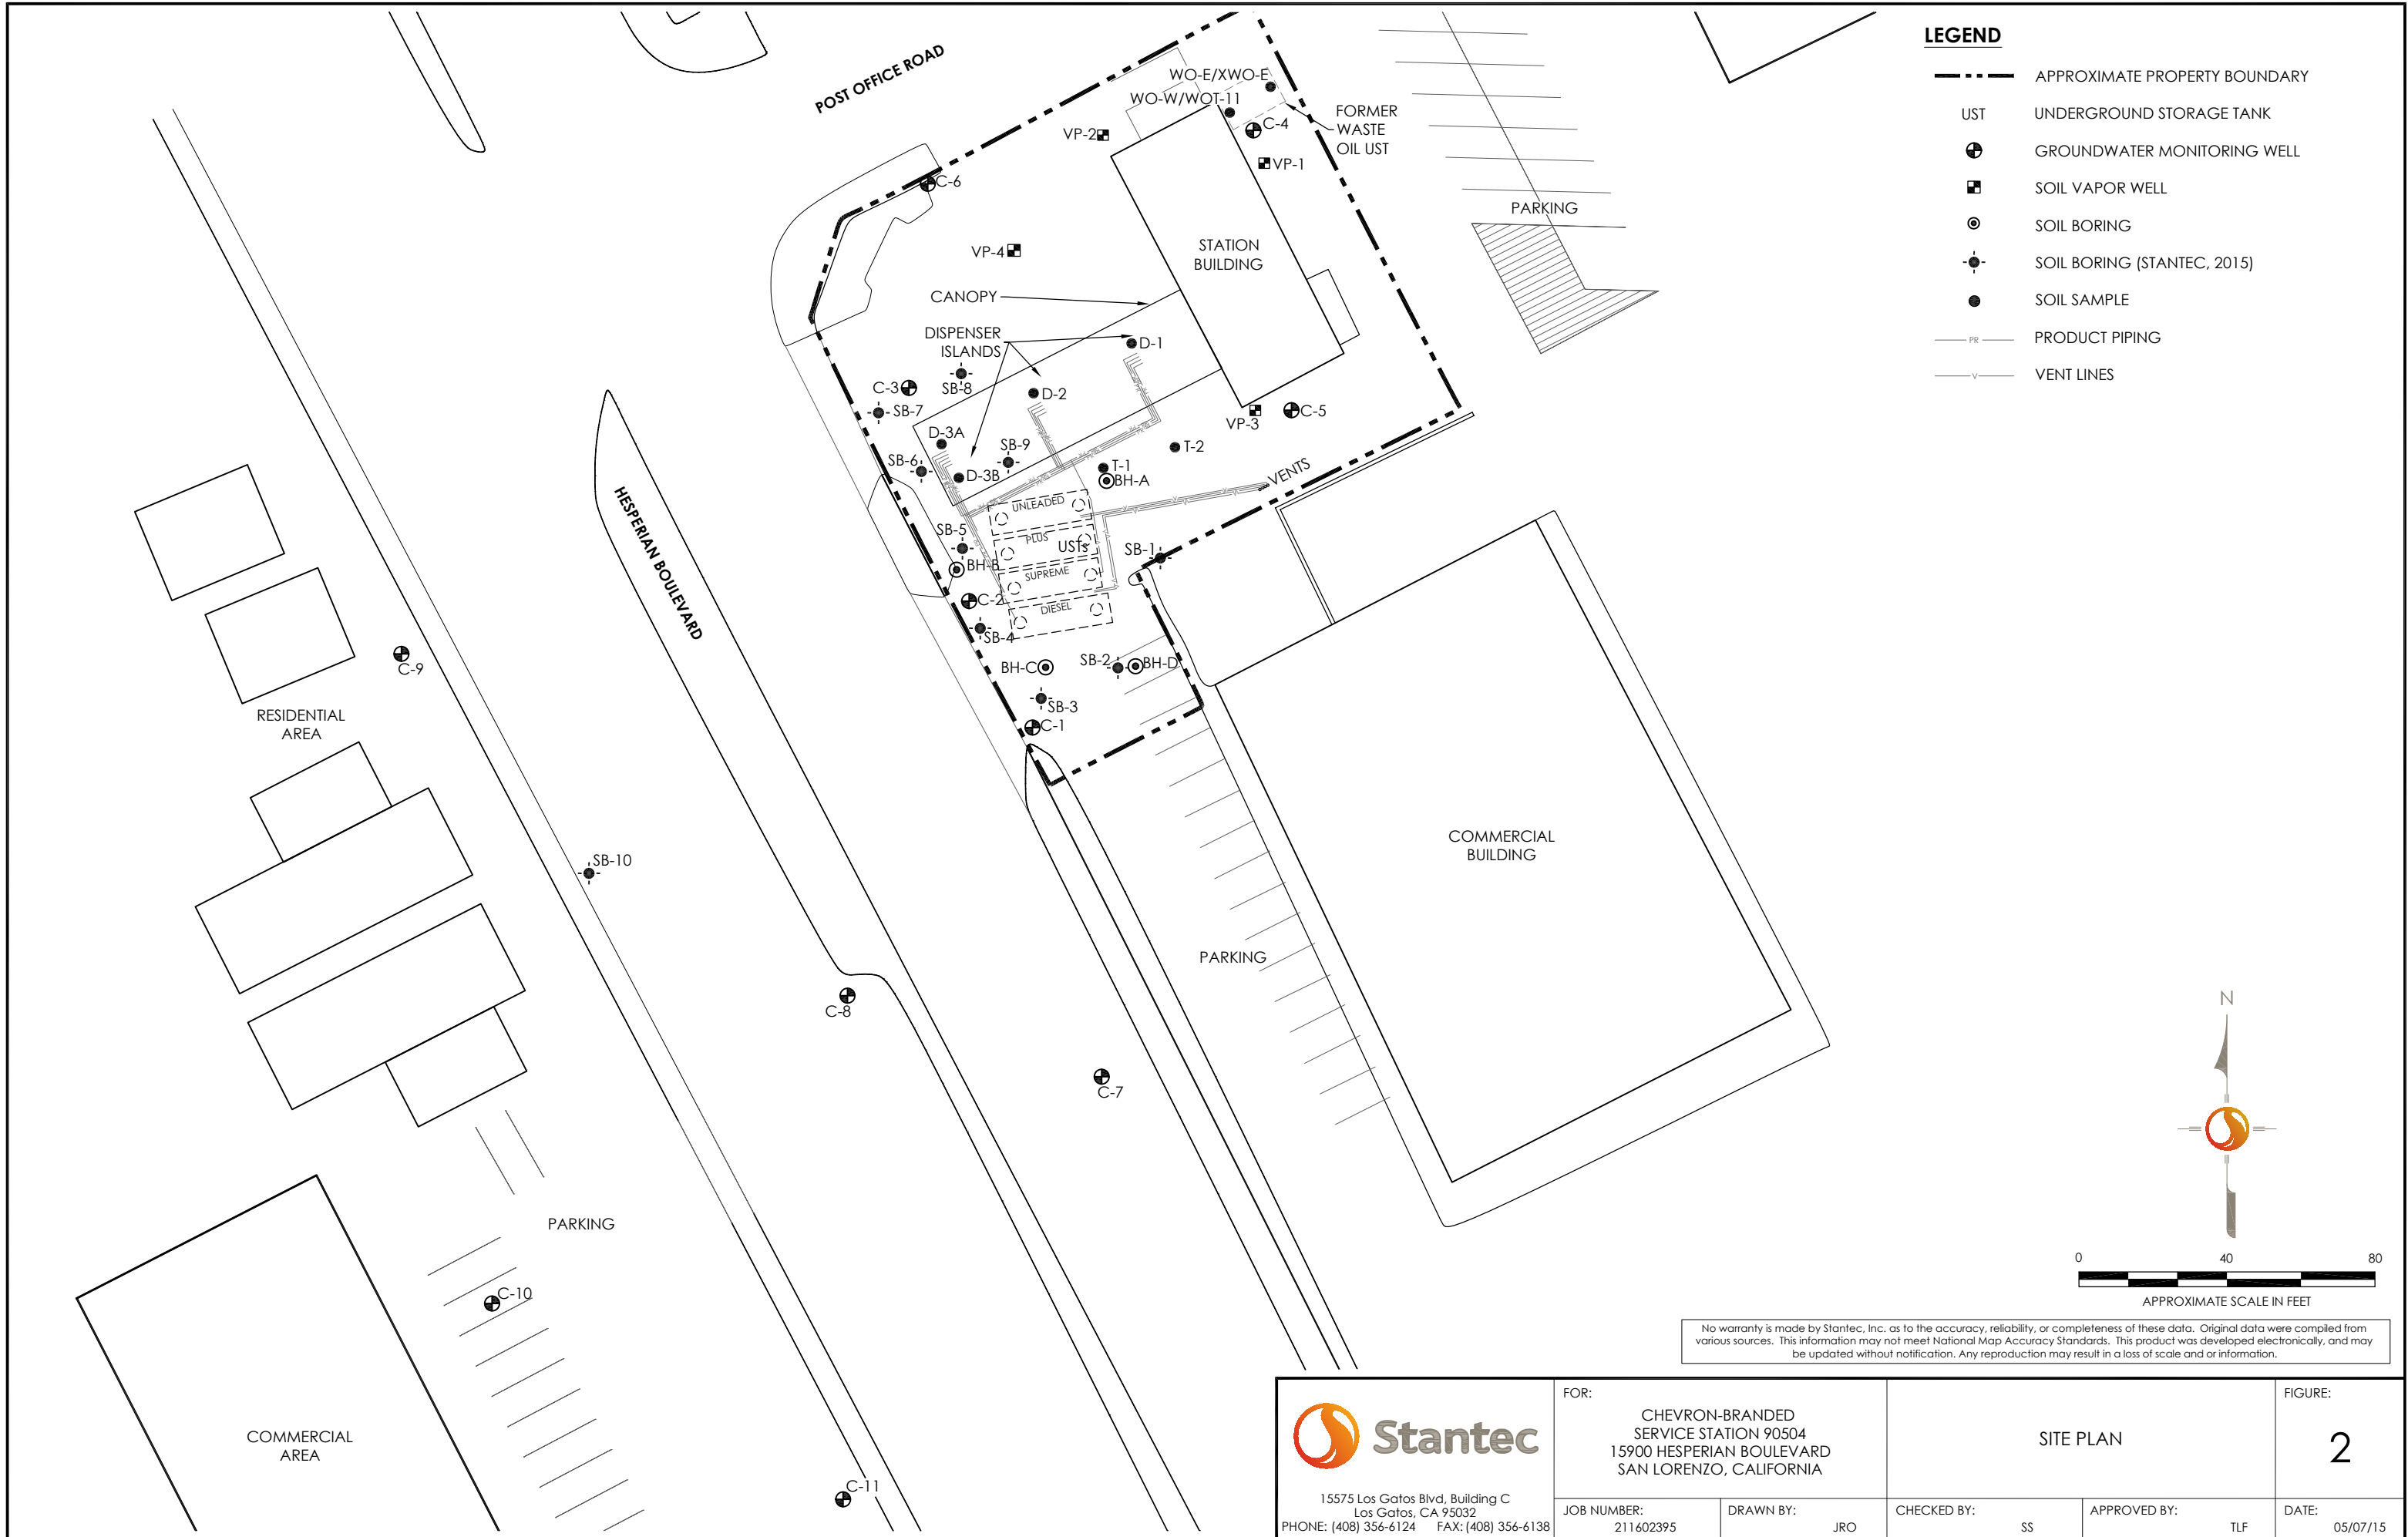 POST OFFICE ROAD
WO-E/XWO-E
WO-W/WOT-11
FORMER
WASTE
OIL UST
C-4
VP-2
VP-1
C-6
PARKING
STATION
BUILDING
VP-4
CANOPY
DISPENSER
ISLANDS
D-1
C-3
SB-8
D-2
SB-7
VP-3
C-5
D-3A
SB-9
T-2
SB-6
D-3B
T-1
BH-A
VENTS
UNLEADED
PLUS
USTs
SUPREME
DIESEL
SB-5
SB-1
BH-B
C-2
SB-4
HESPERIAN BOULEVARD
BH-C
SB-2
BH-D
SB-3
C-1
C-9
RESIDENTIAL
AREA
SB-10
COMMERCIAL
BUILDING
PARKING
C-8
C-7
PARKING
C-10
COMMERCIAL
AREA
C-11
LEGEND
APPROXIMATE PROPERTY BOUNDARY
UST UNDERGROUND STORAGE TANK
GROUNDWATER MONITORING WELL
SOIL VAPOR WELL
SOIL BORING
SOIL BORING (STANTEC, 2015)
SOIL SAMPLE
PR PRODUCT PIPING
V VENT LINES
N
0 40 80
APPROXIMATE SCALE IN FEET
No warranty is made by Stantec, Inc. as to the accuracy, reliability, or completeness of these data. Original data were compiled from
various sources. This information may not meet National Map Accuracy Standards. This product was developed electronically, and may
be updated without notification. Any reproduction may result in a loss of scale and or information.
Stantec
15575 Los Gatos Blvd, Building C
Los Gatos, CA 95032
PHONE: (408) 356-6124 FAX: (408) 356-6138
FOR:
CHEVRON-BRANDED
SERVICE STATION 90504
15900 HESPERIAN BOULEVARD
SAN LORENZO, CALIFORNIA
SITE PLAN
FIGURE:
2
JOB NUMBER:
211602395
DRAWN BY:
JRO
CHECKED BY:
SS
APPROVED BY:
TLF
DATE:
05/07/15